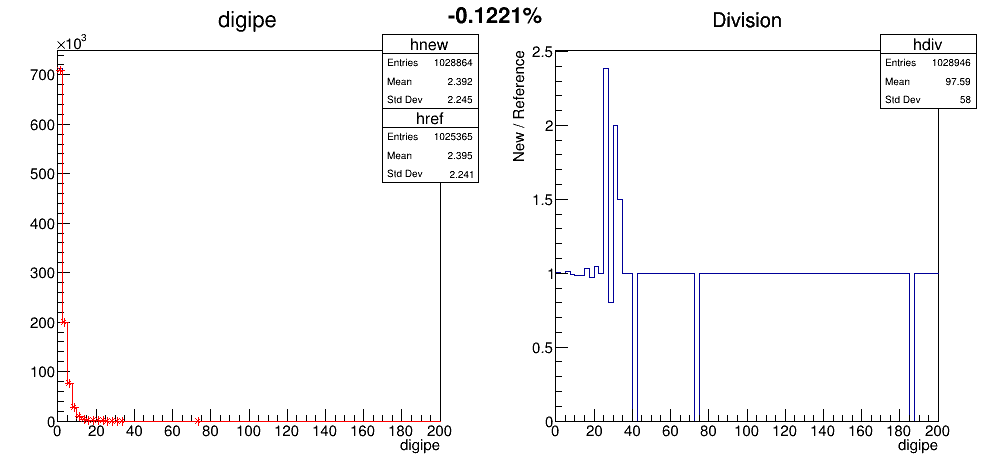 -0.1221%
digipe
×10³
700
600
500
400
300
200
100
0
0 20 40 60 80 100 120 140 160 180 200
digipe
hnew
Entries 1028864
Mean 2.392
Std Dev 2.245
href
Entries 1025365
Mean 2.395
Std Dev 2.241
Division
New / Reference
2.5
2
1.5
1
0.5
0
0 20 40 60 80 100 120 140 160 180 200
digipe
hdiv
Entries 1028946
Mean 97.59
Std Dev 58